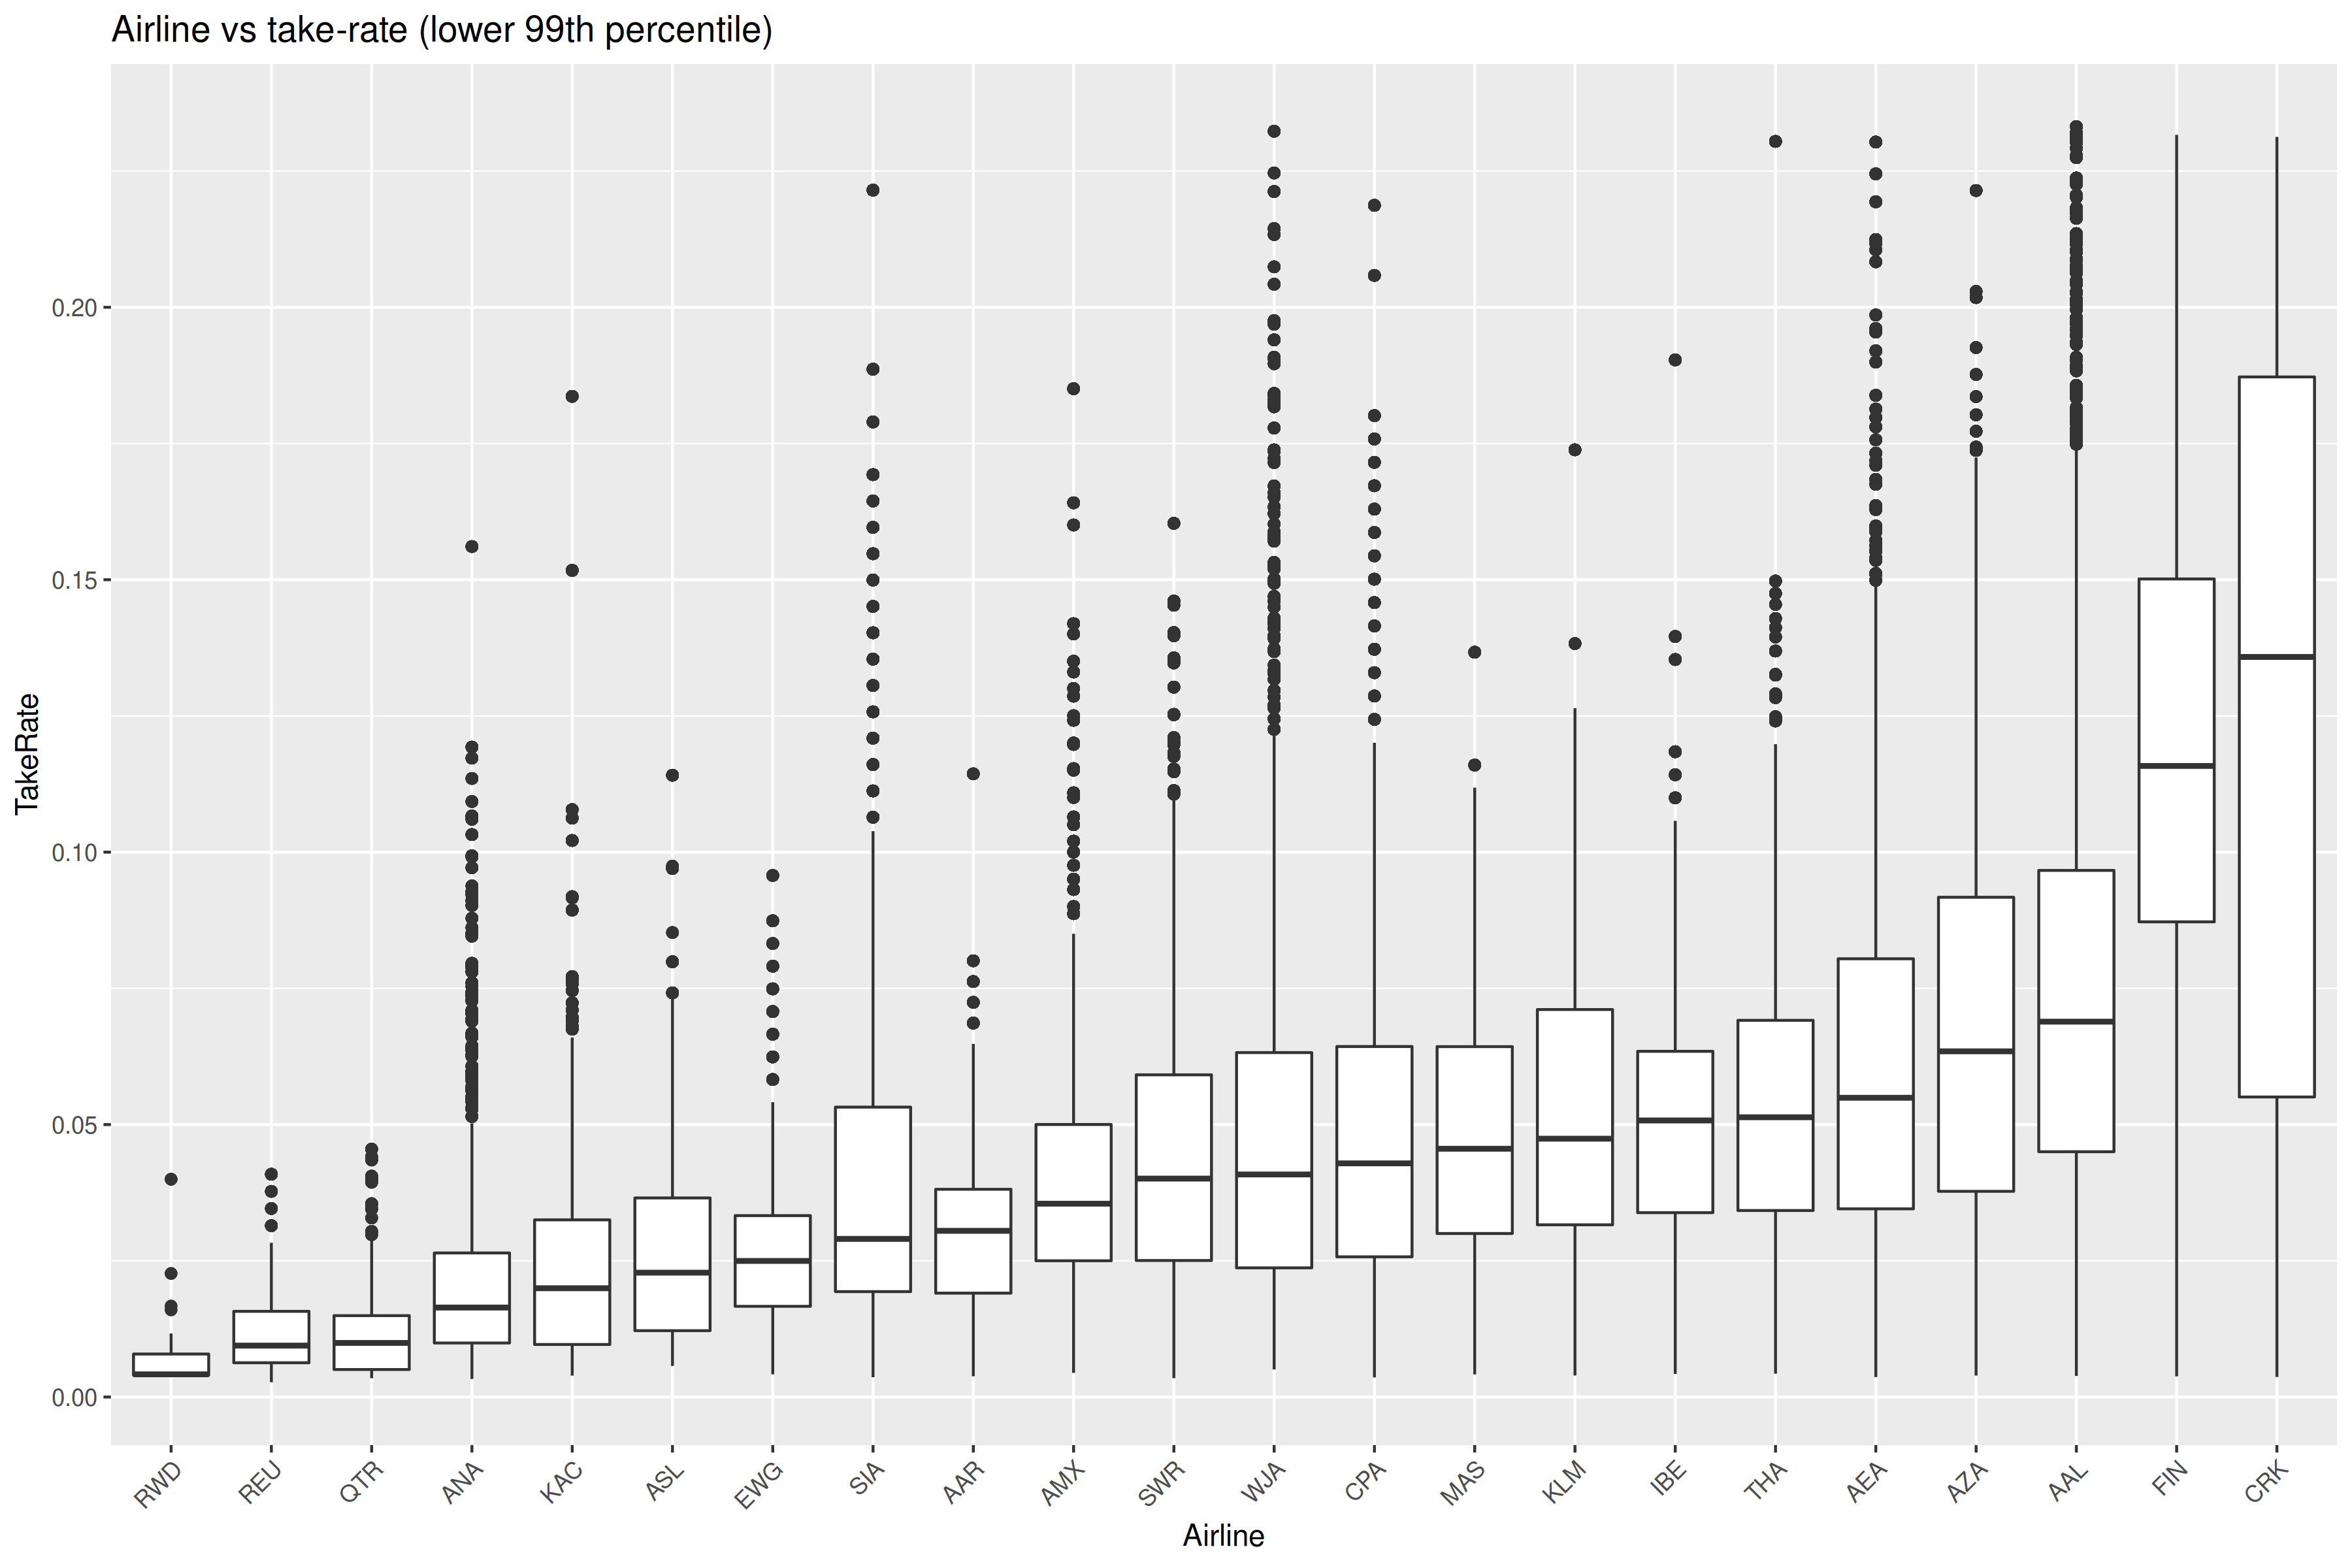 Airline vs take-rate (lower 99th percentile)
TakeRate
0.20
0.15
0.10
0.05
0.00
RWD
REU
QTR
ANA
KAC
ASL
EWG
SIA
AAR
AMX
SWR
WJA
CPA
MAS
KLM
IBE
THA
AEA
AZA
AAL
FIN
CRK
Airline